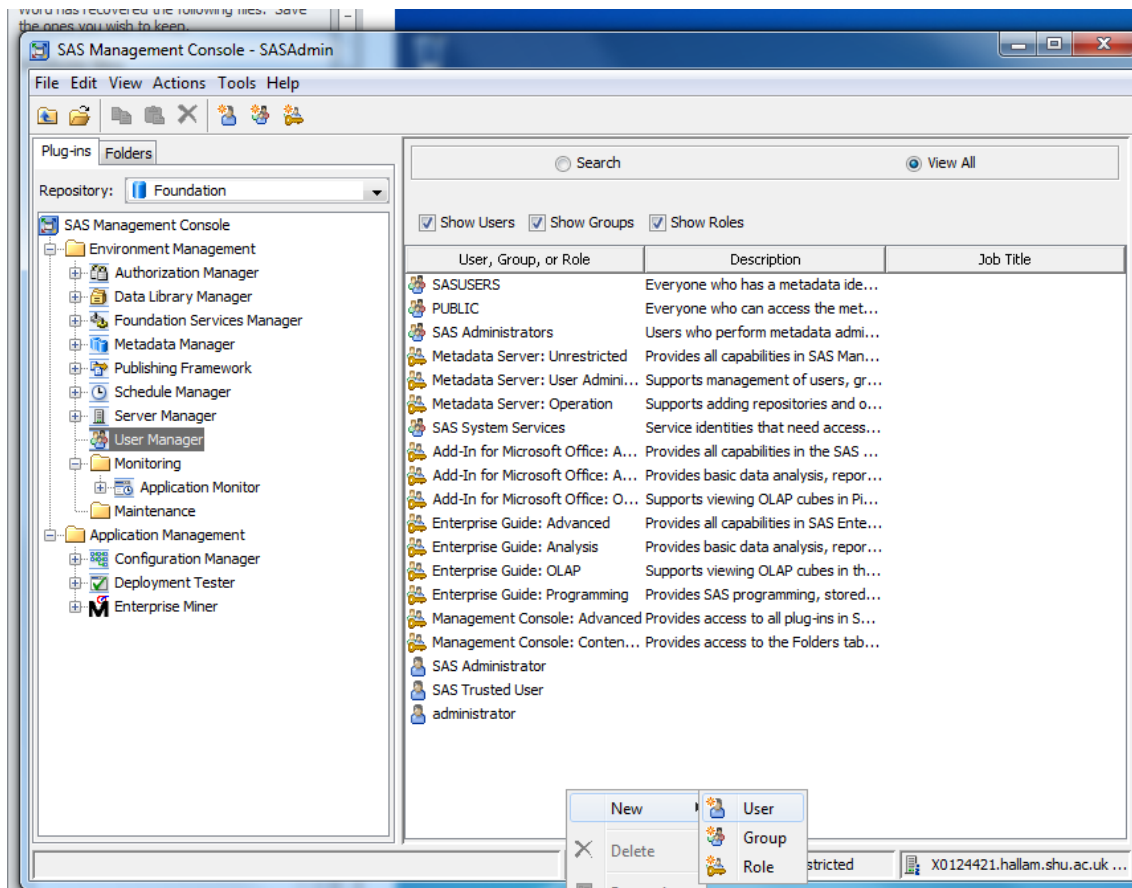 Word has recovered the following files. Save
the ones you wish to keep.
SAS Management Console - SASAdmin
File Edit View Actions Tools Help
Plug-ins Folders
Repository: Foundation
SAS Management Console
Environment Management
Authorization Manager
Data Library Manager
Foundation Services Manager
Metadata Manager
Publishing Framework
Schedule Manager
Server Manager
User Manager
Monitoring
Application Monitor
Maintenance
Application Management
Configuration Manager
Deployment Tester
Enterprise Miner
Search View All
Show Users Show Groups Show Roles
User, Group, or Role Description Job Title
SASUSERS Everyone who has a metadata ide...
PUBLIC Everyone who can access the met...
SAS Administrators Users who perform metadata admi...
Metadata Server: Unrestricted Provides all capabilities in SAS Man...
Metadata Server: User Admini... Supports management of users, gr...
Metadata Server: Operation Supports adding repositories and o...
SAS System Services Service identities that need access...
Add-In for Microsoft Office: A... Provides all capabilities in the SAS ...
Add-In for Microsoft Office: A... Provides basic data analysis, repor...
Add-In for Microsoft Office: O... Supports viewing OLAP cubes in Pi...
Enterprise Guide: Advanced Provides all capabilities in SAS Ente...
Enterprise Guide: Analysis Provides basic data analysis, repor...
Enterprise Guide: OLAP Supports viewing OLAP cubes in th...
Enterprise Guide: Programming Provides SAS programming, stored...
Management Console: Advanced Provides access to all plug-ins in S...
Management Console: Conten... Provides access to the Folders tab...
SAS Administrator
SAS Trusted User
administrator
New User
Group
Delete
Role
stricted X0124421.hallam.shu.ac.uk ...